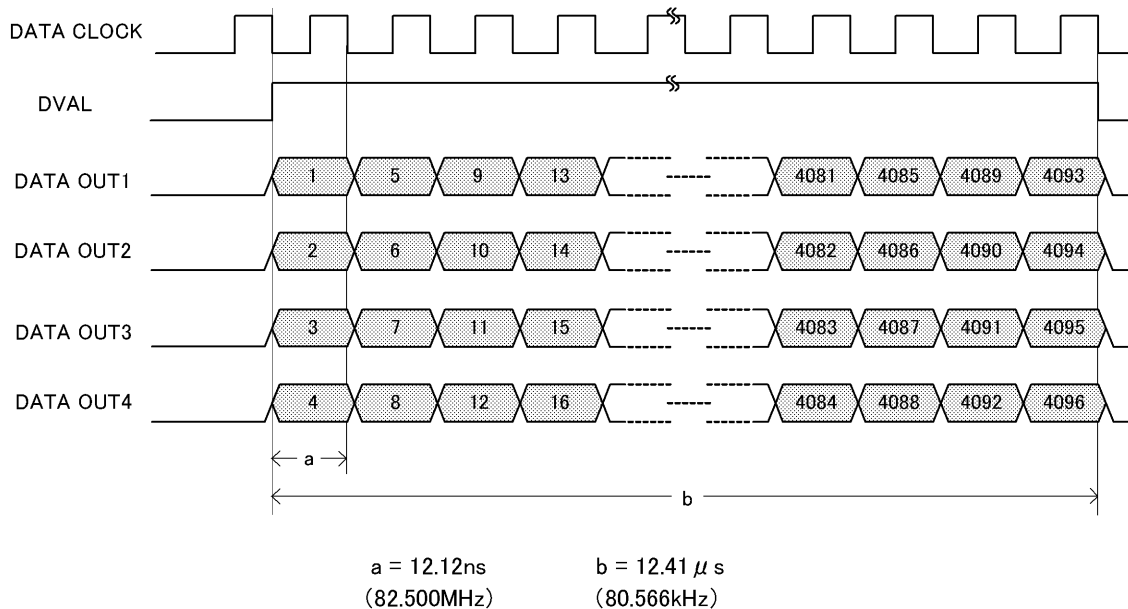 DATA CLOCK
DVAL
DATA OUT1 1 5 9 13 4081 4085 4089 4093
DATA OUT2 2 6 10 14 4082 4086 4090 4094
DATA OUT3 3 7 11 15 4083 4087 4091 4095
DATA OUT4 4 8 12 16 4084 4088 4092 4096
a
b
a = 12.12ns b = 12.41 μ s
(82.500MHz) (80.566kHz)